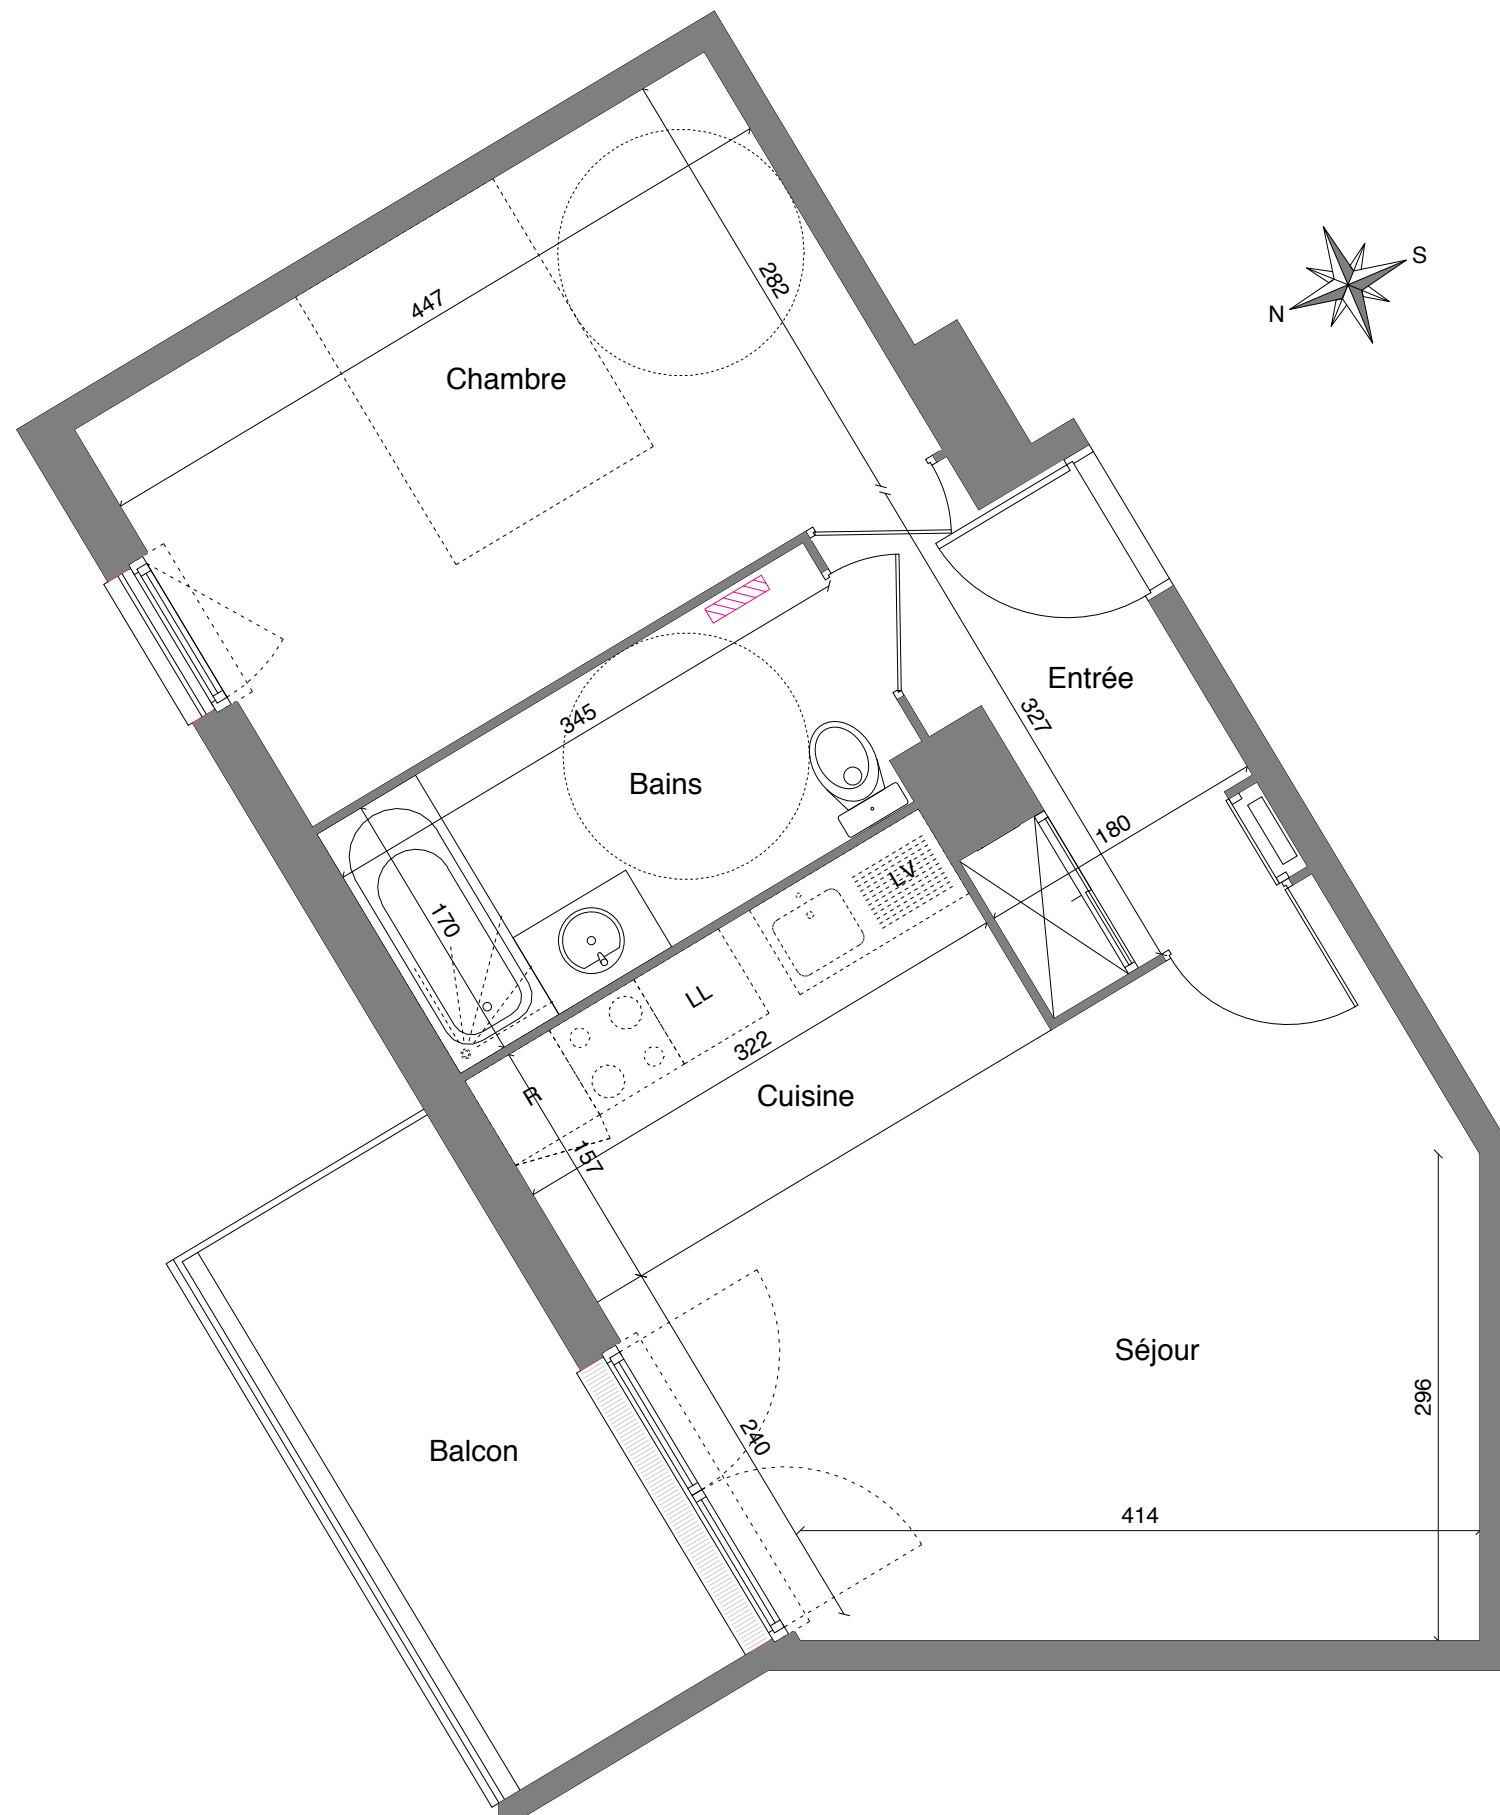 S
N
282
447
Chambre
Entrée
327
345
Bains
180
LV
170
LL
322
Cuisine
R
157
Séjour
296
240
Balcon
414